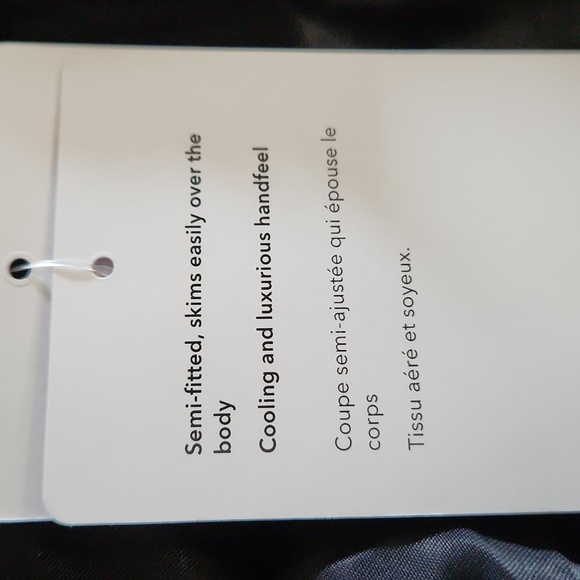 Semi-fitted, skims easily over the
body
Cooling and luxurious handfeel
Coupe semi-ajustée qui épouse le
corps
Tissu aéré et soyeux.